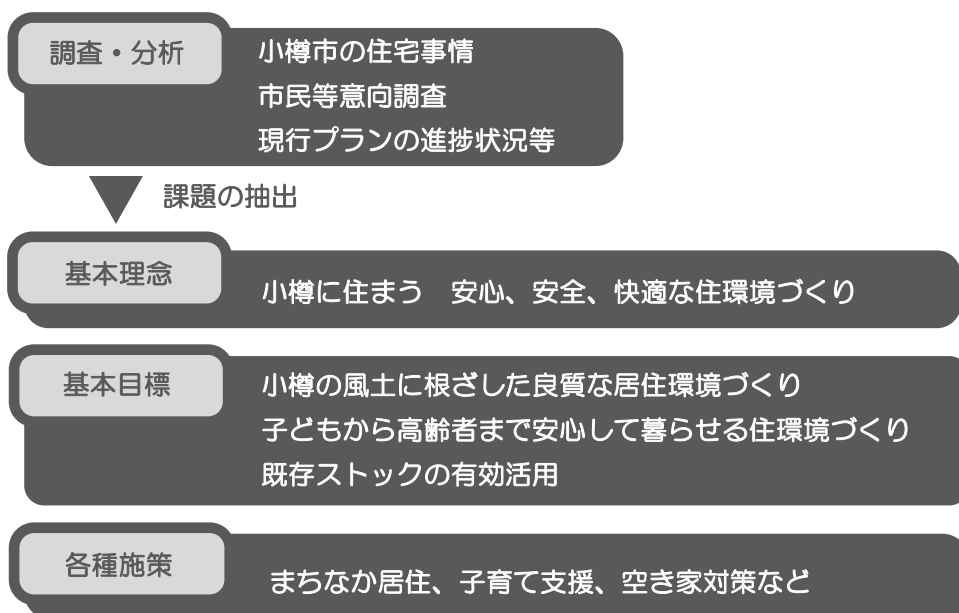 調査・分析
小樽市の住宅事情
市民等意向調査
現行プランの進捗状況等
課題の抽出
基本理念
小樽に住まう　安心、安全、快適な住環境づくり
基本目標
小樽の風土に根ざした良質な居住環境づくり
子どもから高齢者まで安心して暮らせる住環境づくり
既存ストックの有効活用
各種施策
まちなか居住、子育て支援、空き家対策など